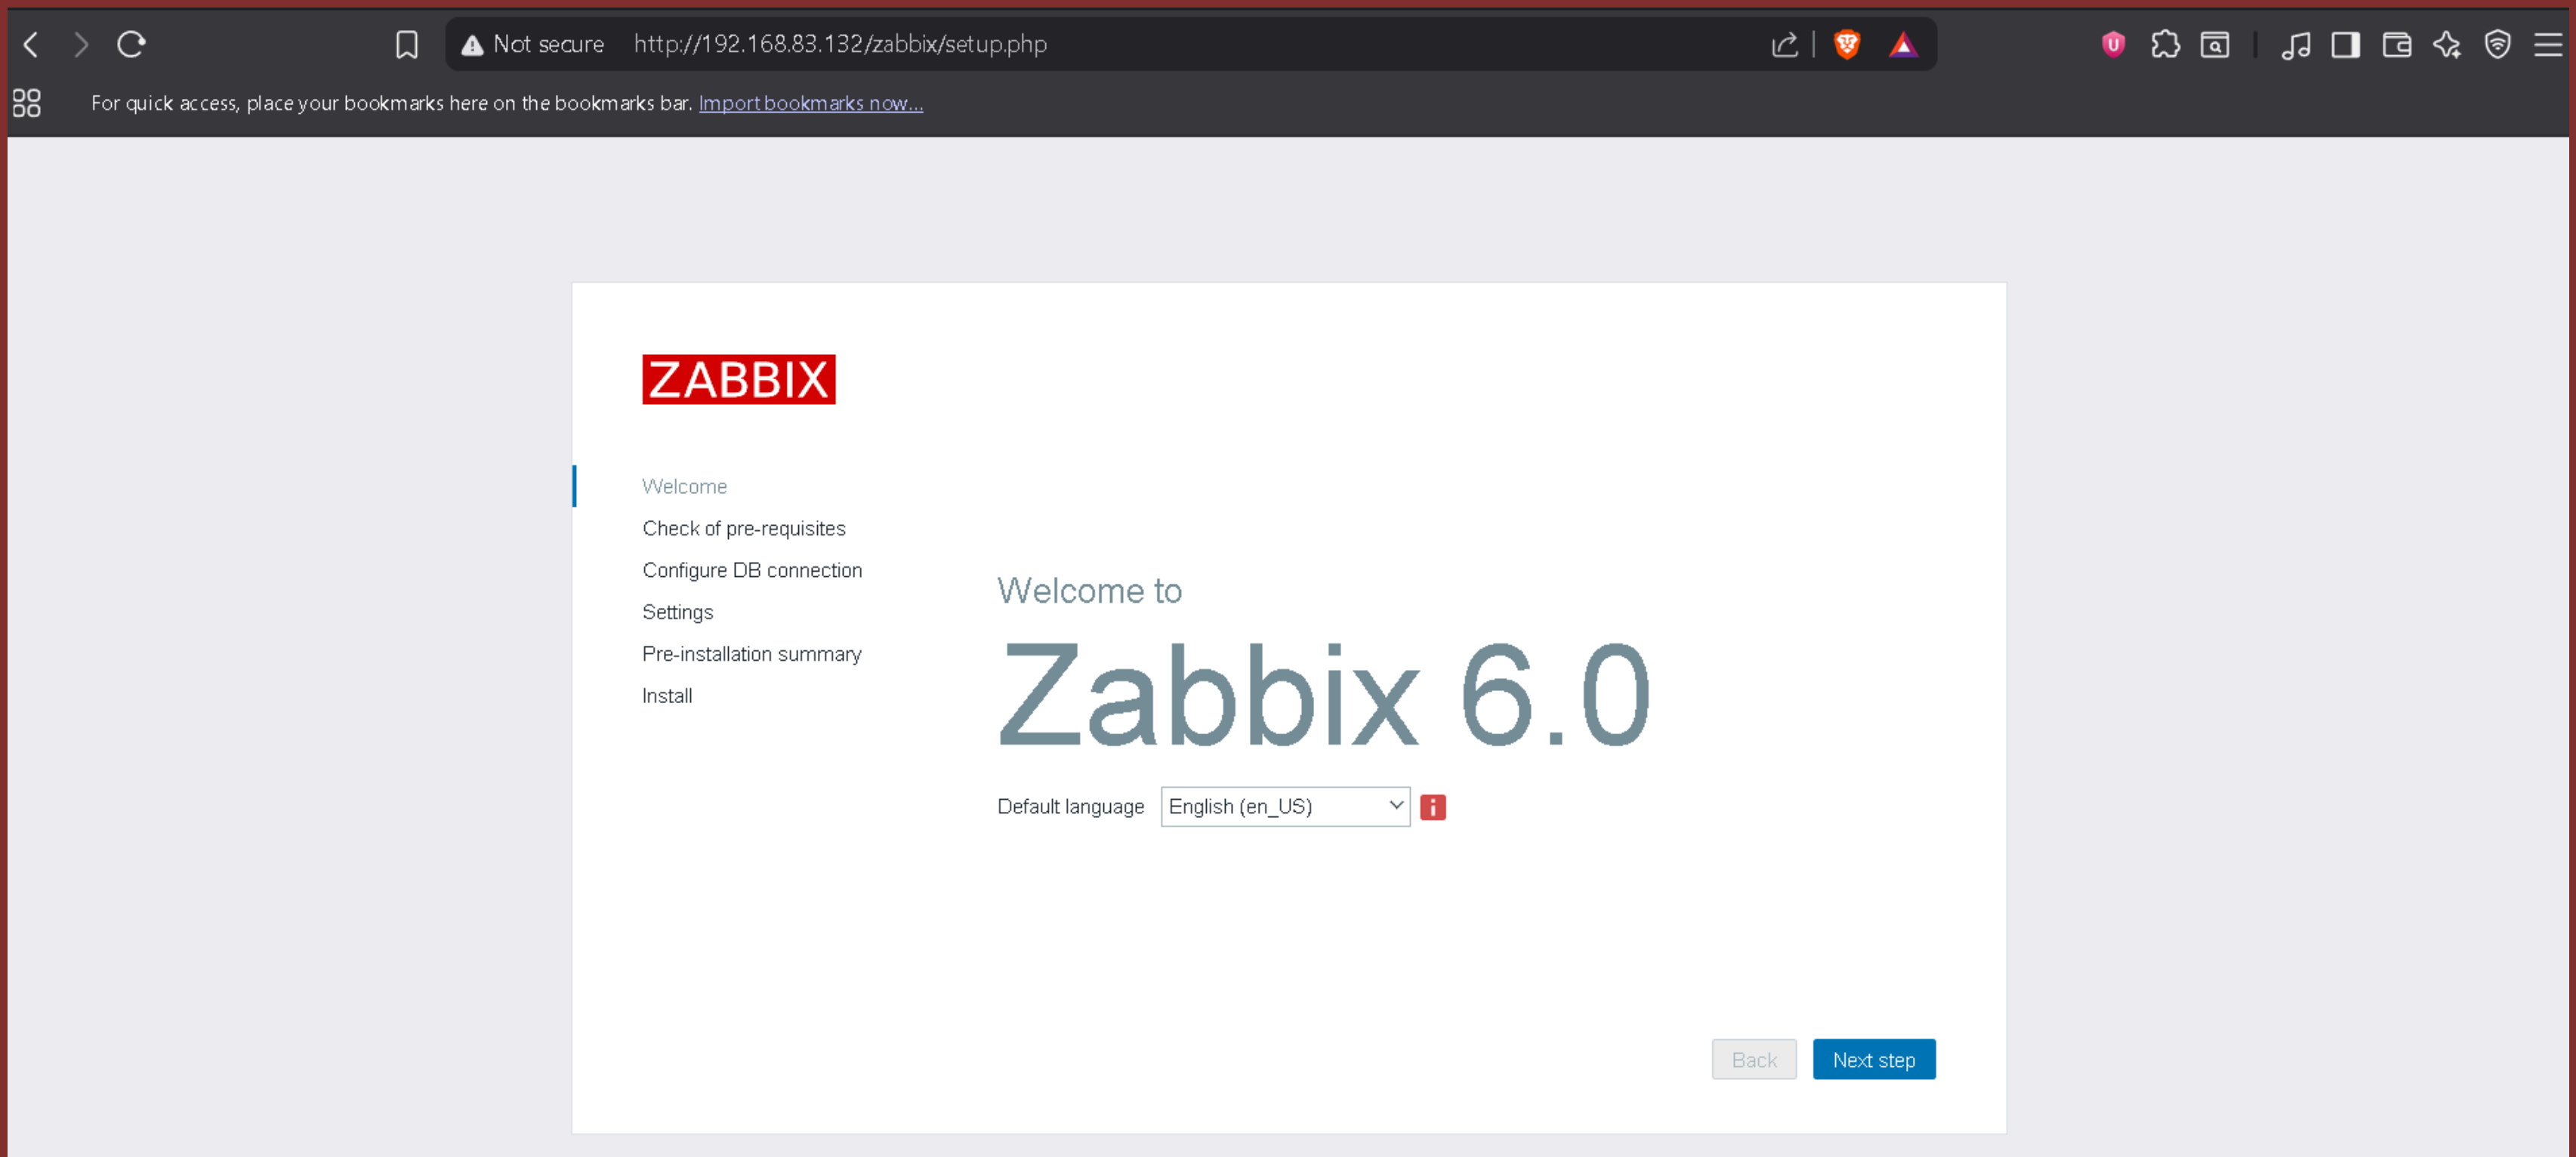 Not secure http://192.168.83.132/zabbix/setup.php
For quick access, place your bookmarks here on the bookmarks bar. Import bookmarks now...
ZABBIX
Welcome
Check of pre-requisites
Configure DB connection
Settings
Pre-installation summary
Install
Welcome to
Zabbix 6.0
Default language English (en_US) i
Back Next step